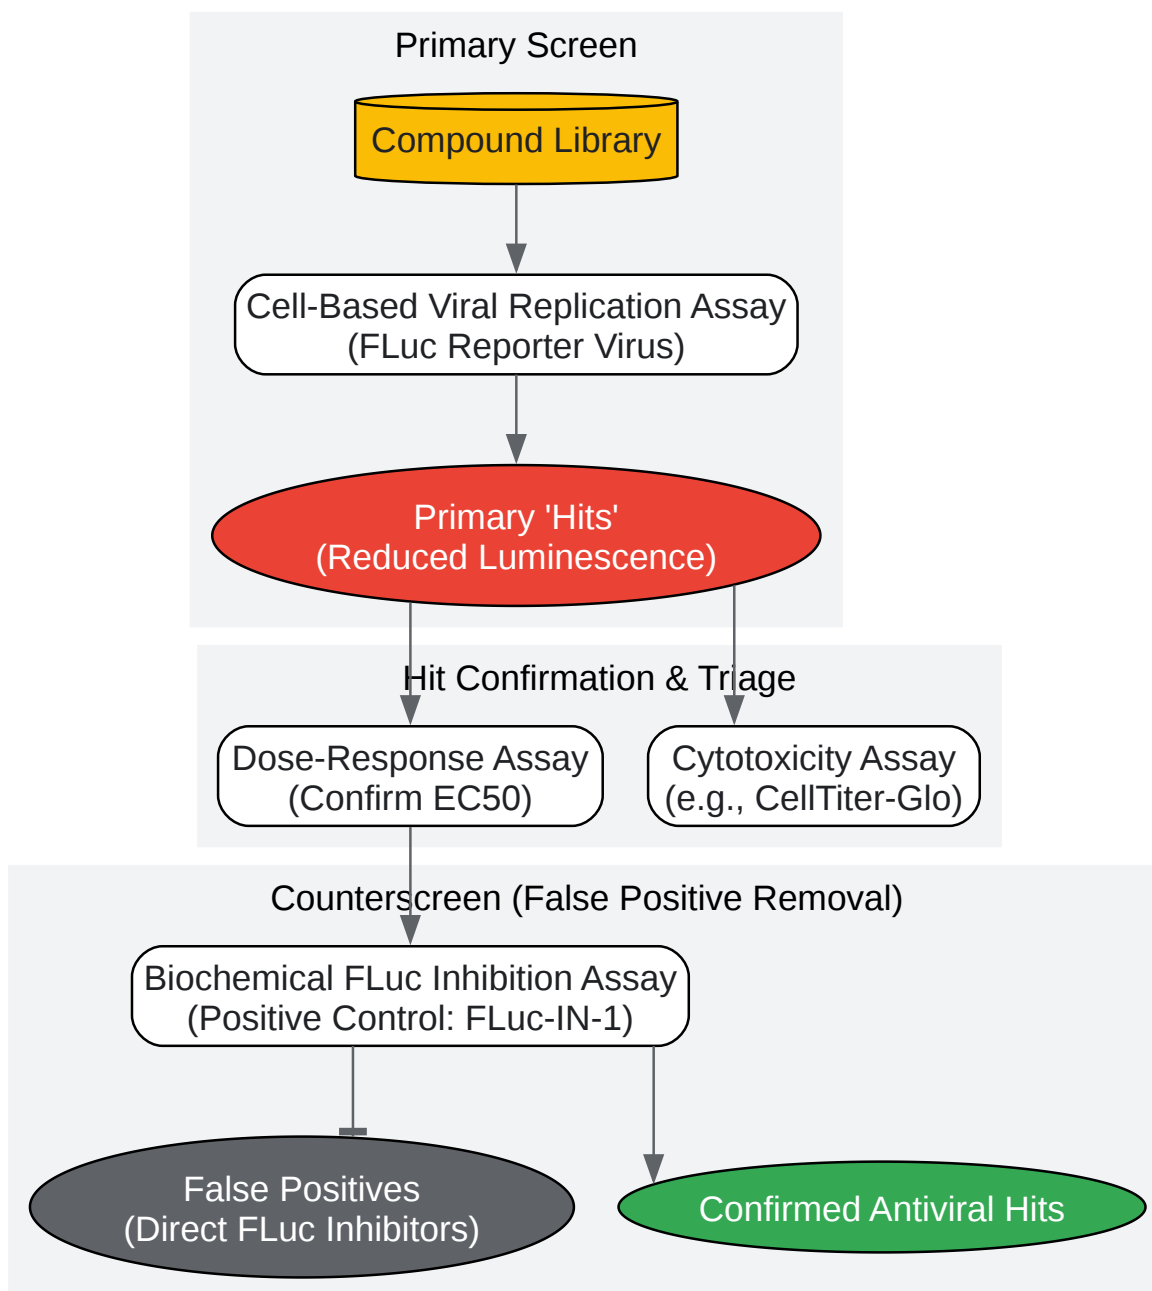 Primary Screen
Compound Library
Cell-Based Viral Replication Assay
(FLuc Reporter Virus)
Primary 'Hits'
(Reduced Luminescence)
Hit Confirmation & Triage
Dose-Response Assay
(Confirm EC50)
Cytotoxicity Assay
(e.g., CellTiter-Glo)
Counterscreen (False Positive Removal)
Biochemical FLuc Inhibition Assay
(Positive Control: FLuc-IN-1)
False Positives
(Direct FLuc Inhibitors)
Confirmed Antiviral Hits